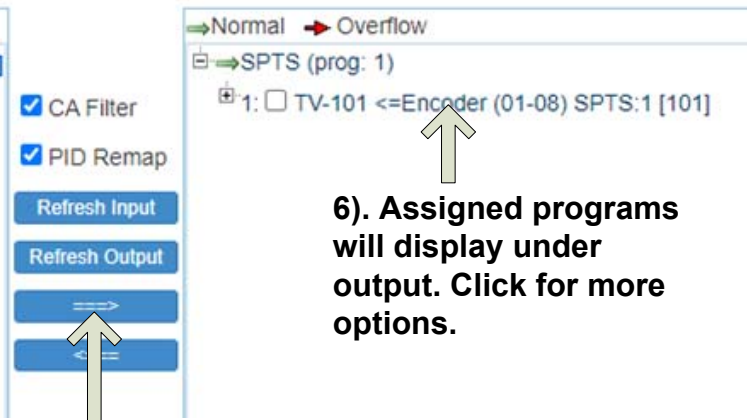 Normal Overflow
SPTS (prog: 1)
1: TV-101 <=Encoder (01-08) SPTS:1 [101]
CA Filter
PID Remap
Refresh Input
Refresh Output
===>
6). Assigned programs
will display under
output. Click for more
options.